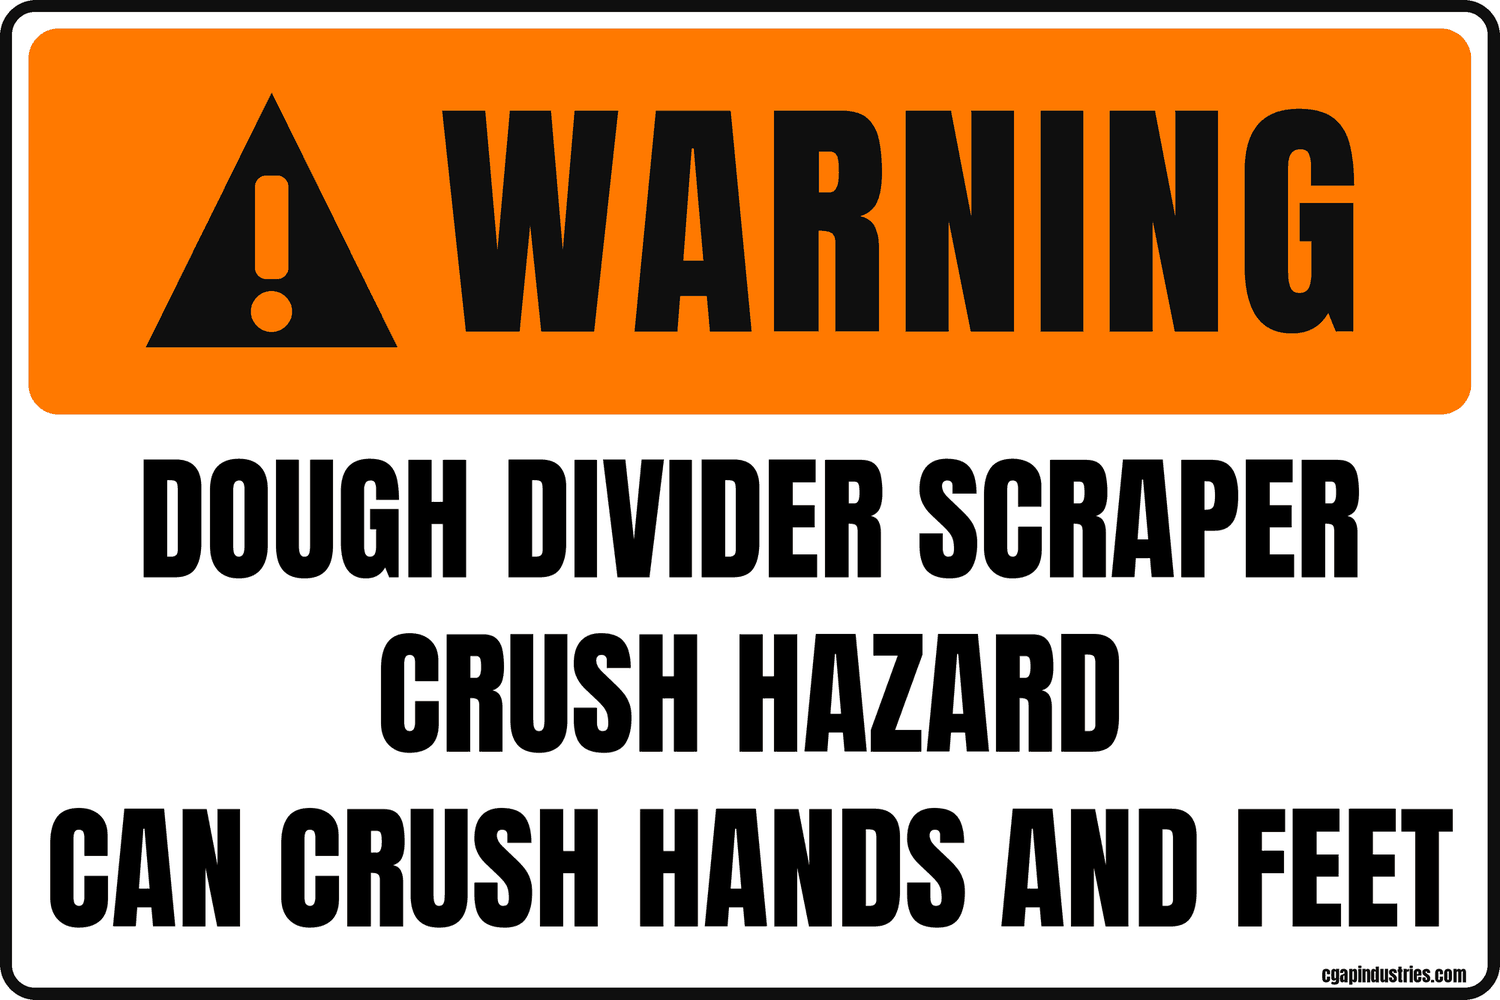 WARNING
DOUGH DIVIDER SCRAPER
CRUSH HAZARD
CAN CRUSH HANDS AND FEET
cgapindustries.com